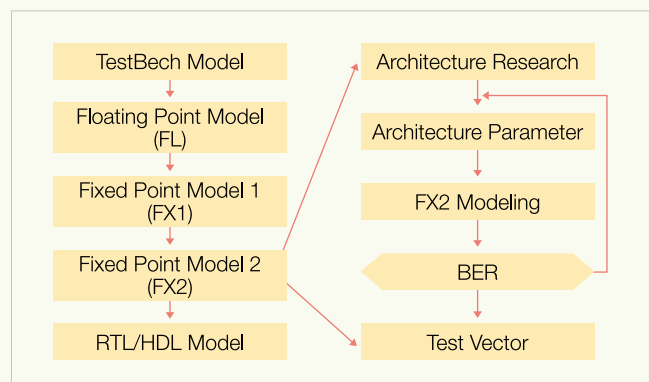 TestBech Model
Floating Point Model
(FL)
Fixed Point Model 1
(FX1)
Fixed Point Model 2
(FX2)
RTL/HDL Model
Architecture Research
Architecture Parameter
FX2 Modeling
BER
Test Vector